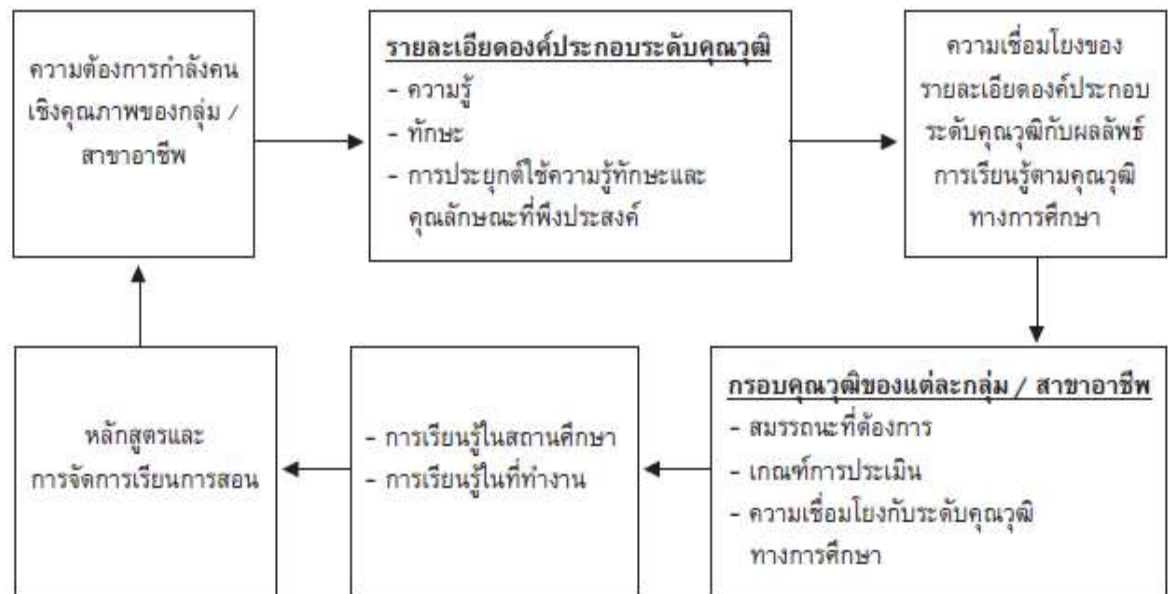 ความต้องการกำลังคน
เชิงคุณภาพของกลุ่ม /
สาขาอาชีพ
รายละเอียดองค์ประกอบระดับคุณวุฒิ
- ความรู้
- ทักษะ
- การประยุกต์ใช้ความรู้ทักษะและ
คุณลักษณะที่พึงประสงค์
ความเชื่อมโยงของ
รายละเอียดองค์ประกอบ
ระดับคุณวุฒิกับผลลัพธ์
การเรียนรู้ตามคุณวุฒิ
ทางการศึกษา
กรอบคุณวุฒิของแต่ละกลุ่ม / สาขาอาชีพ
- สมรรถนะที่ต้องการ
- เกณฑ์การประเมิน
- ความเชื่อมโยงกับระดับคุณวุฒิ
ทางการศึกษา
- การเรียนรู้ในสถานศึกษา
- การเรียนรู้ในที่ทำงาน
หลักสูตรและ
การจัดการเรียนการสอน